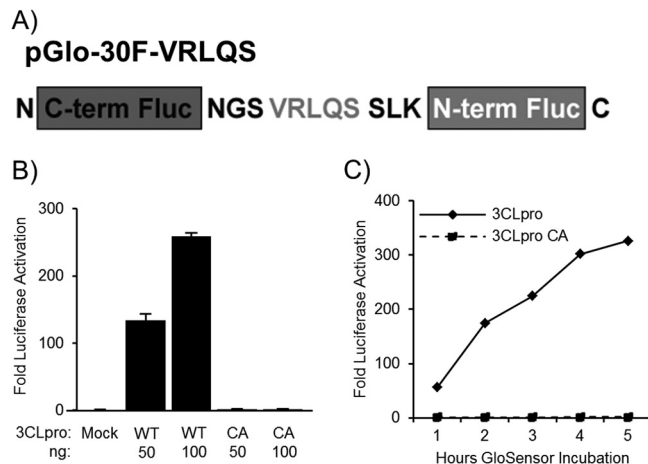 A)
pGlo-30F-VRLQS
N C-term Fluc NGS VRLQS SLK N-term Fluc C
B)
Fold Luciferase Activation
300
200
100
0
3CLpro: Mock WT WT CA CA
ng: 50 100 50 100
C)
Fold Luciferase Activation
400
300
200
100
0
3CLpro
3CLpro CA
1 2 3 4 5
Hours GloSensor Incubation